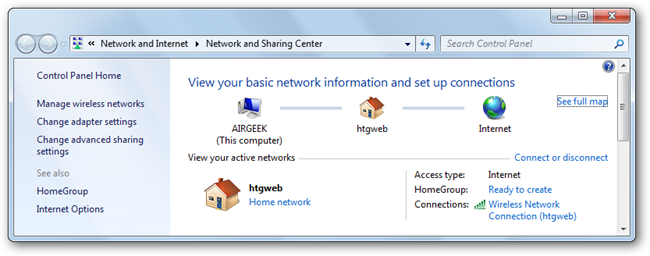 « Network and Internet ▸ Network and Sharing Center
Search Control Panel
Control Panel Home
Manage wireless networks
Change adapter settings
Change advanced sharing
settings
See also
HomeGroup
Internet Options
View your basic network information and set up connections
See full map
AIRGEEK
(This computer)
htgweb
Internet
View your active networks
Connect or disconnect
htgweb
Home network
Access type: Internet
HomeGroup: Ready to create
Connections: Wireless Network
Connection (htgweb)